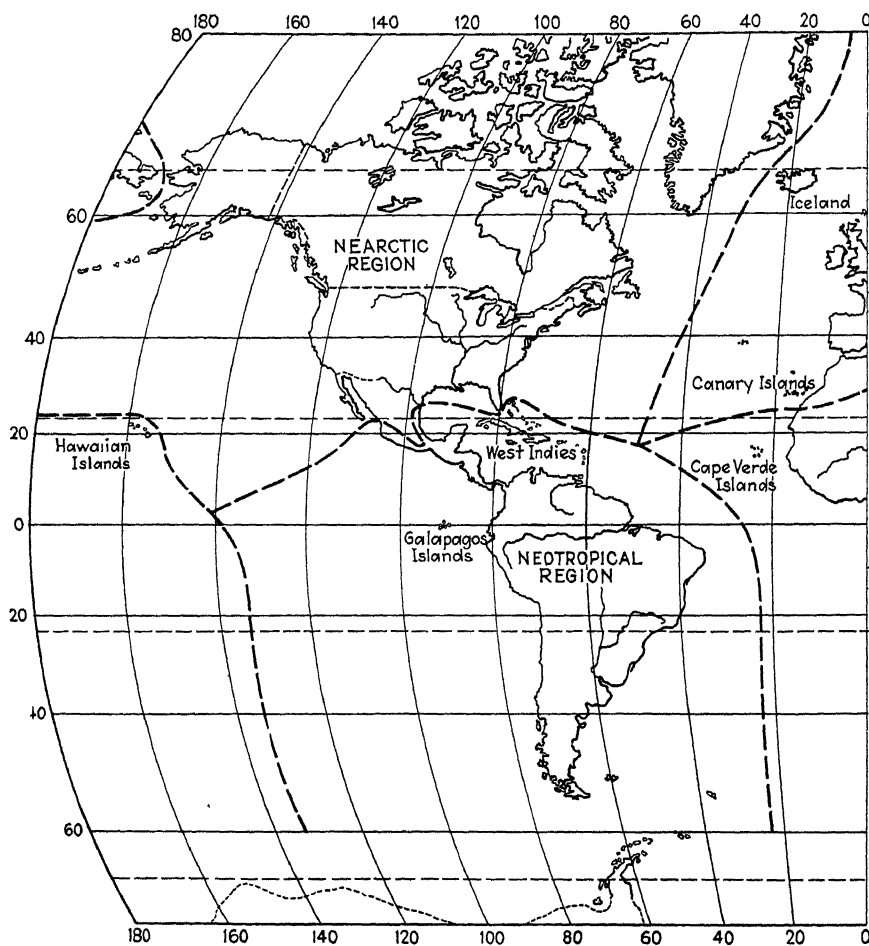 180 160 140 120 100 80 60 40 20 0
80
60
Iceland
NEARCTIC
REGION
40
Canary Islands
20
Hawaiian
Islands
West Indies
Cape Verde
Islands
0
Galapagos
Islands
NEOTROPICAL
REGION
20
40
60
180 160 140 120 100 80 60 40 20 0